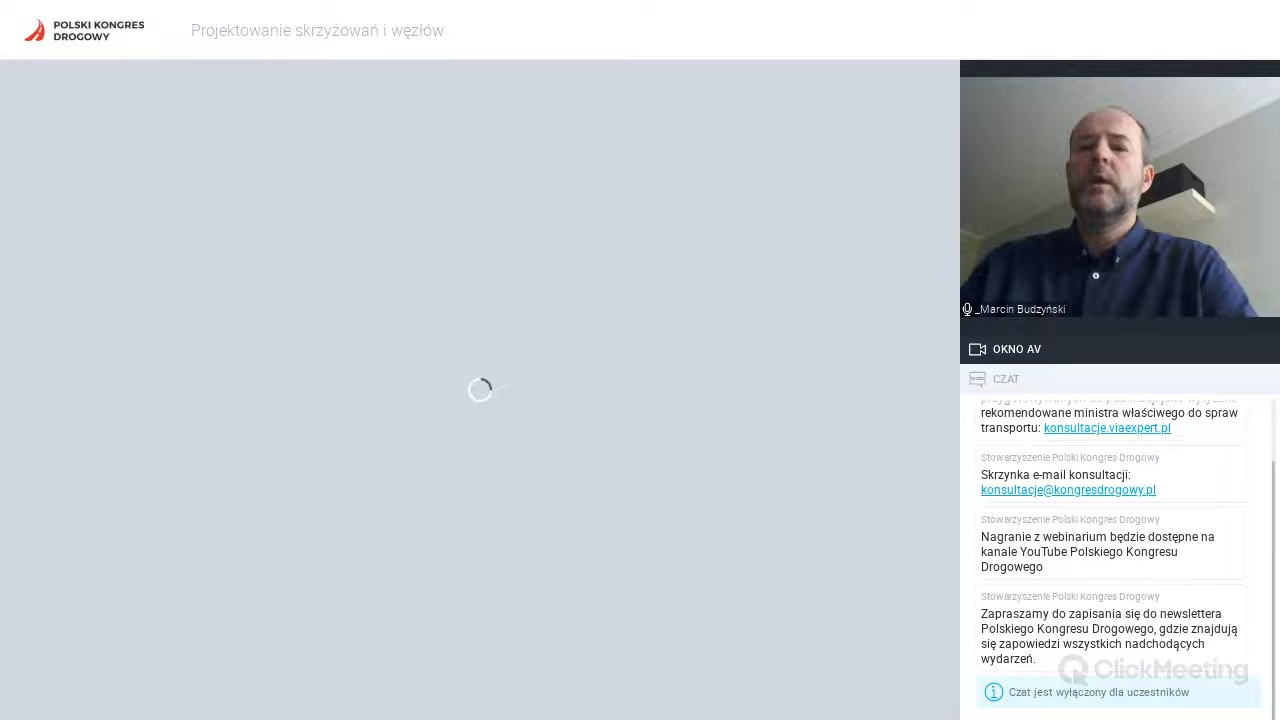 POLSKI KONGRES
DROGOWY
Projektowanie skrzyżowań i węzłów
_Marcin Budzyński
OKNO AV
CZAT
rekomendowane ministra właściwego do spraw
transportu: konsultacje.viaexpert.pl
Stowarzyszenie Polski Kongres Drogowy
Skrzynka e-mail konsultacji:
konsultacje@kongresdrogowy.pl
Stowarzyszenie Polski Kongres Drogowy
Nagranie z webinarium będzie dostępne na
kanale YouTube Polskiego Kongresu
Drogowego
Stowarzyszenie Polski Kongres Drogowy
Zapraszamy do zapisania się do newslettera
Polskiego Kongresu Drogowego, gdzie znajdują
się zapowiedzi wszystkich nadchodzących
wydarzeń.
ClickMeeting
Czat jest wyłączony dla uczestników